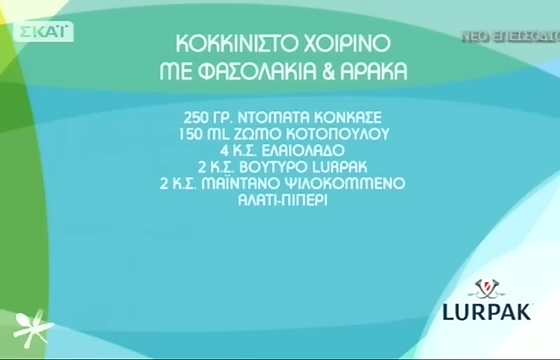 ΣΚΑΪ
ΝΕΟ ΕΠΕΙΣΟΔΙΟ
ΚΟΚΚΙΝΙΣΤΟ ΧΟΙΡΙΝΟ
ΜΕ ΦΑΣΟΛΑΚΙΑ & ΑΡΑΚΑ
250 ΓΡ. ΝΤΟΜΑΤΑ ΚΟΝΚΑΣΕ
150 ML ΖΩΜΟ ΚΟΤΟΠΟΥΛΟΥ
4 Κ.Σ. ΕΛΑΙΟΛΑΔΟ
2 Κ.Σ. ΒΟΥΤΥΡΟ LURPAK
2 Κ.Σ. ΜΑΪΝΤΑΝΟ ΨΙΛΟΚΟΜΜΕΝΟ
ΑΛΑΤΙ-ΠΙΠΕΡΙ
LURPAK